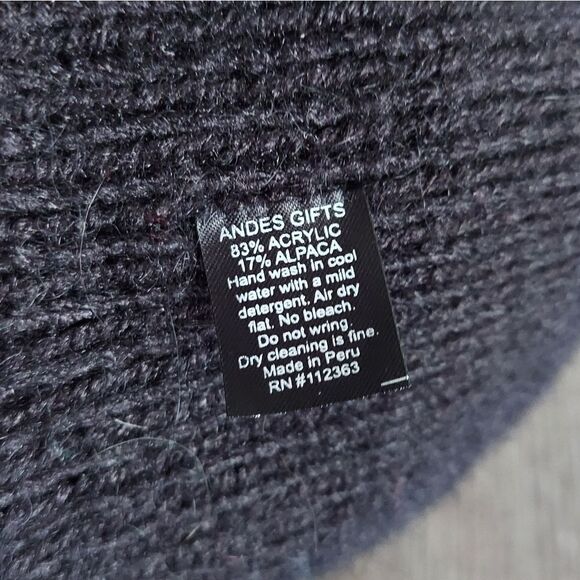 ANDES GIFTS
83% ACRYLIC
17% ALPACA
Hand wash in cool
water with a mild
detergent. Air dry
flat. No bleach.
Do not wring.
Dry cleaning is fine.
Made in Peru
RN #112363